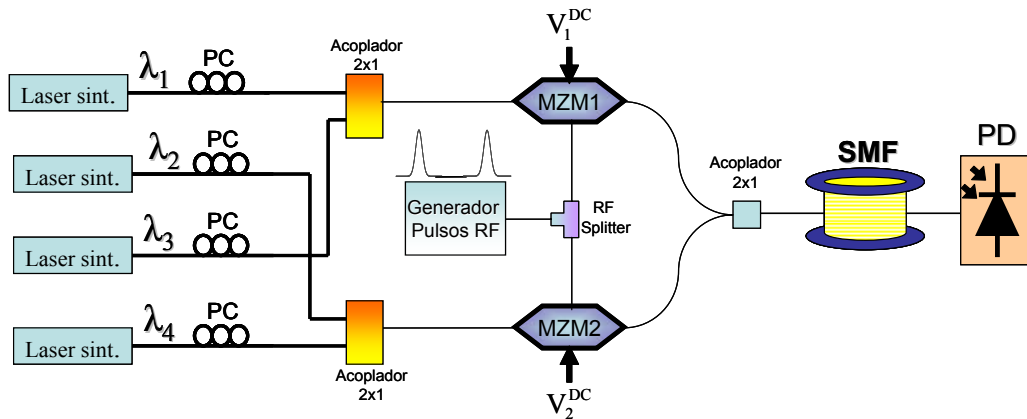 V₁ᴰᶜ
Acoplador
2x1
λ₁
PC
Laser sint.
MZM1
λ₂
PC
Laser sint.
Generador
Pulsos RF
RF
Splitter
Acoplador
2x1
SMF
PD
λ₃
PC
Laser sint.
λ₄
PC
Laser sint.
Acoplador
2x1
MZM2
V₂ᴰᶜ